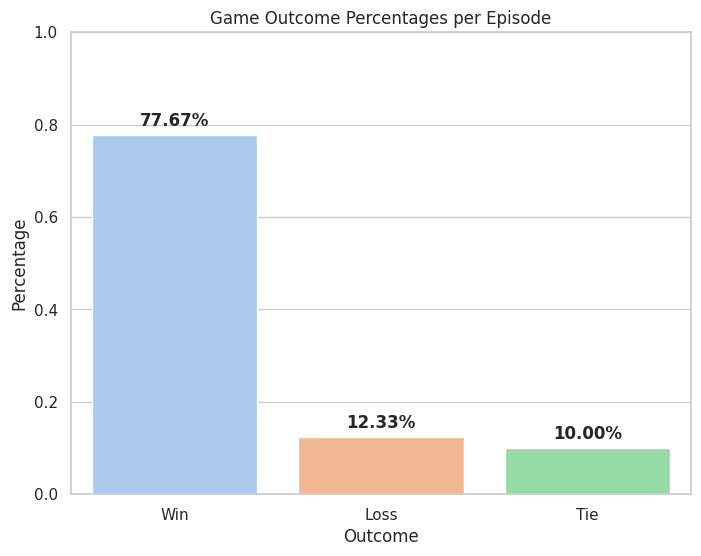 Game Outcome Percentages per Episode
1.0
0.8
0.6
0.4
0.2
0.0
Percentage
77.67%
12.33%
10.00%
Win
Loss
Tie
Outcome